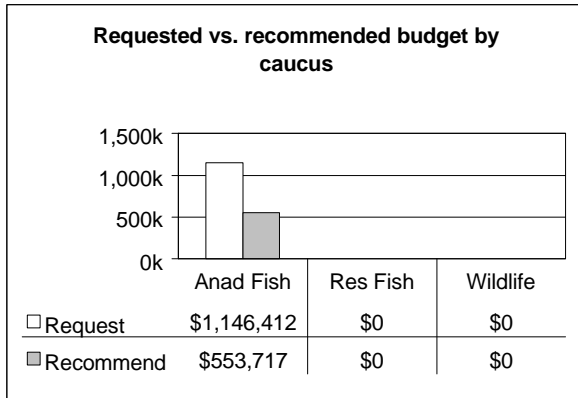 Requested vs. recommended budget by
caucus
1,500k
1,000k
500k
0k
Anad Fish Res Fish Wildlife
Request $1,146,412 $0 $0
Recommend $553,717 $0 $0